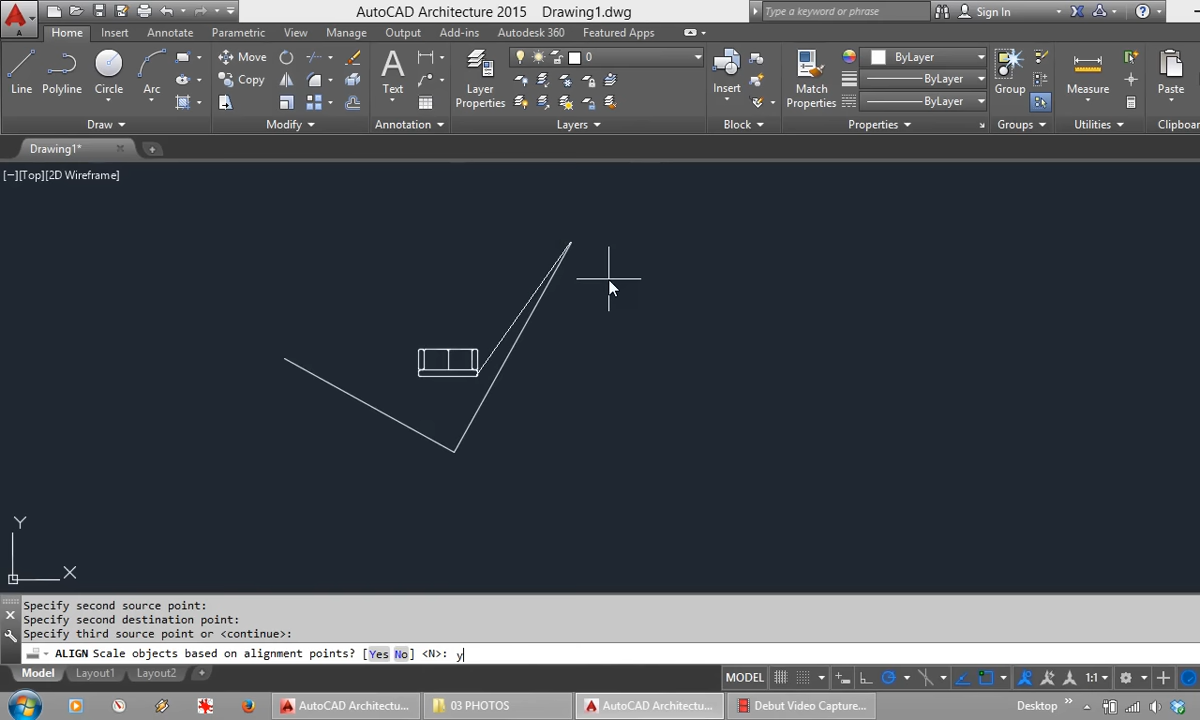 AutoCAD Architecture 2015 Drawing1.dwg
Type a keyword or phrase
Sign In
A
Home Insert Annotate Parametric View Manage Output Add-ins Autodesk 360 Featured Apps
Line Polyline Circle Arc
Move
Copy
Text
Layer Properties
0
Insert
Match Properties
ByLayer
ByLayer
ByLayer
Group
Measure
Paste
Draw Modify Annotation Layers Block Properties Groups Utilities Clipboa
Drawing1*
[−][Top][2D Wireframe]
Y
X
Specify second source point:
Specify second destination point:
Specify third source point or <continue>:
ALIGN Scale objects based on alignment points? [Yes No] <N>: y
Model Layout1 Layout2 +
MODEL
1:1
AutoCAD Architectu...
03 PHOTOS
AutoCAD Architectu...
Debut Video Capture...
Desktop »